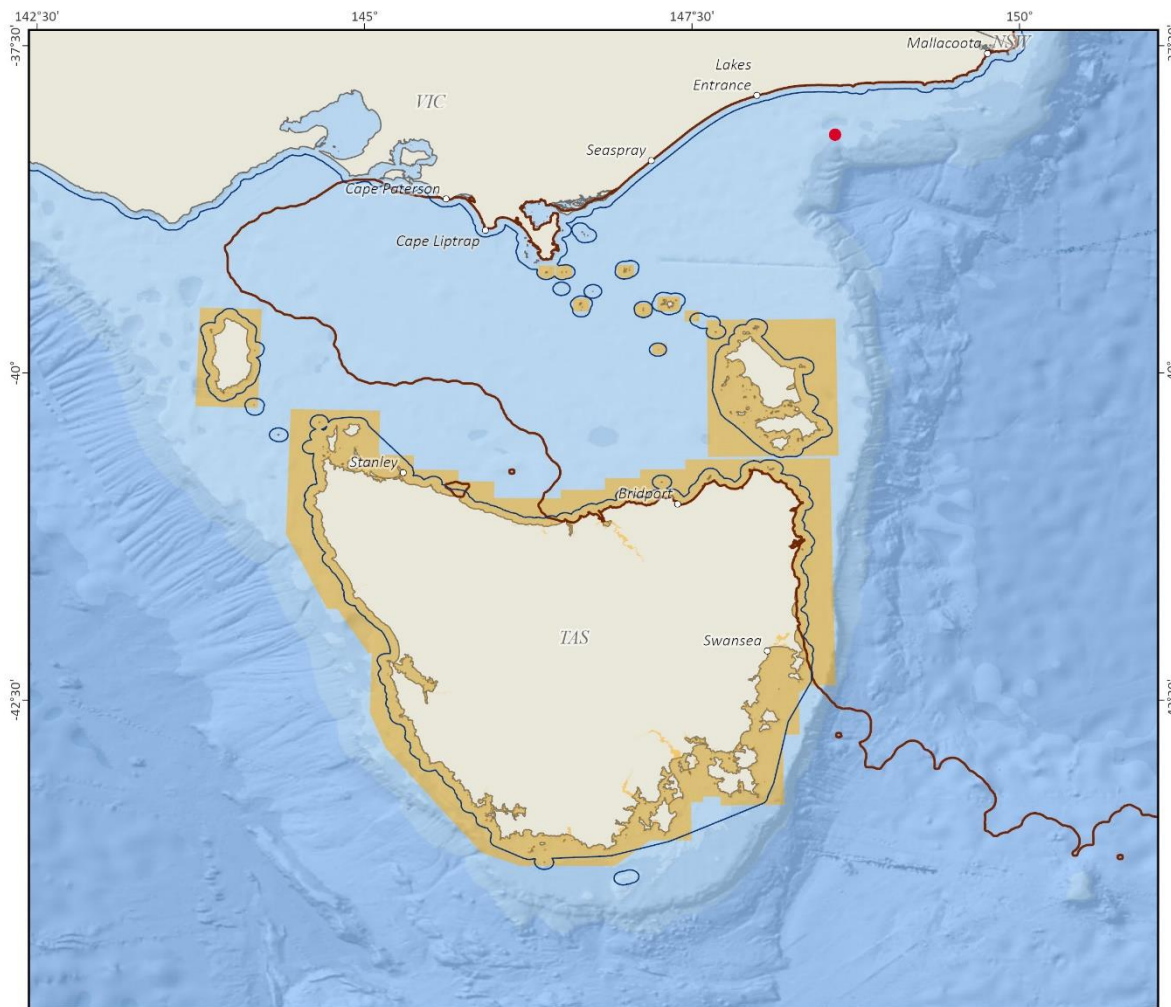 142°30'
145°
147°30'
150°
-37°30'
Mallacoota
NSW
Lakes
Entrance
VIC
Seaspray
Cape Paterson
Cape Liptrap
-40°
40°
Stanley
Bridport
TAS
Swansea
-42°30'